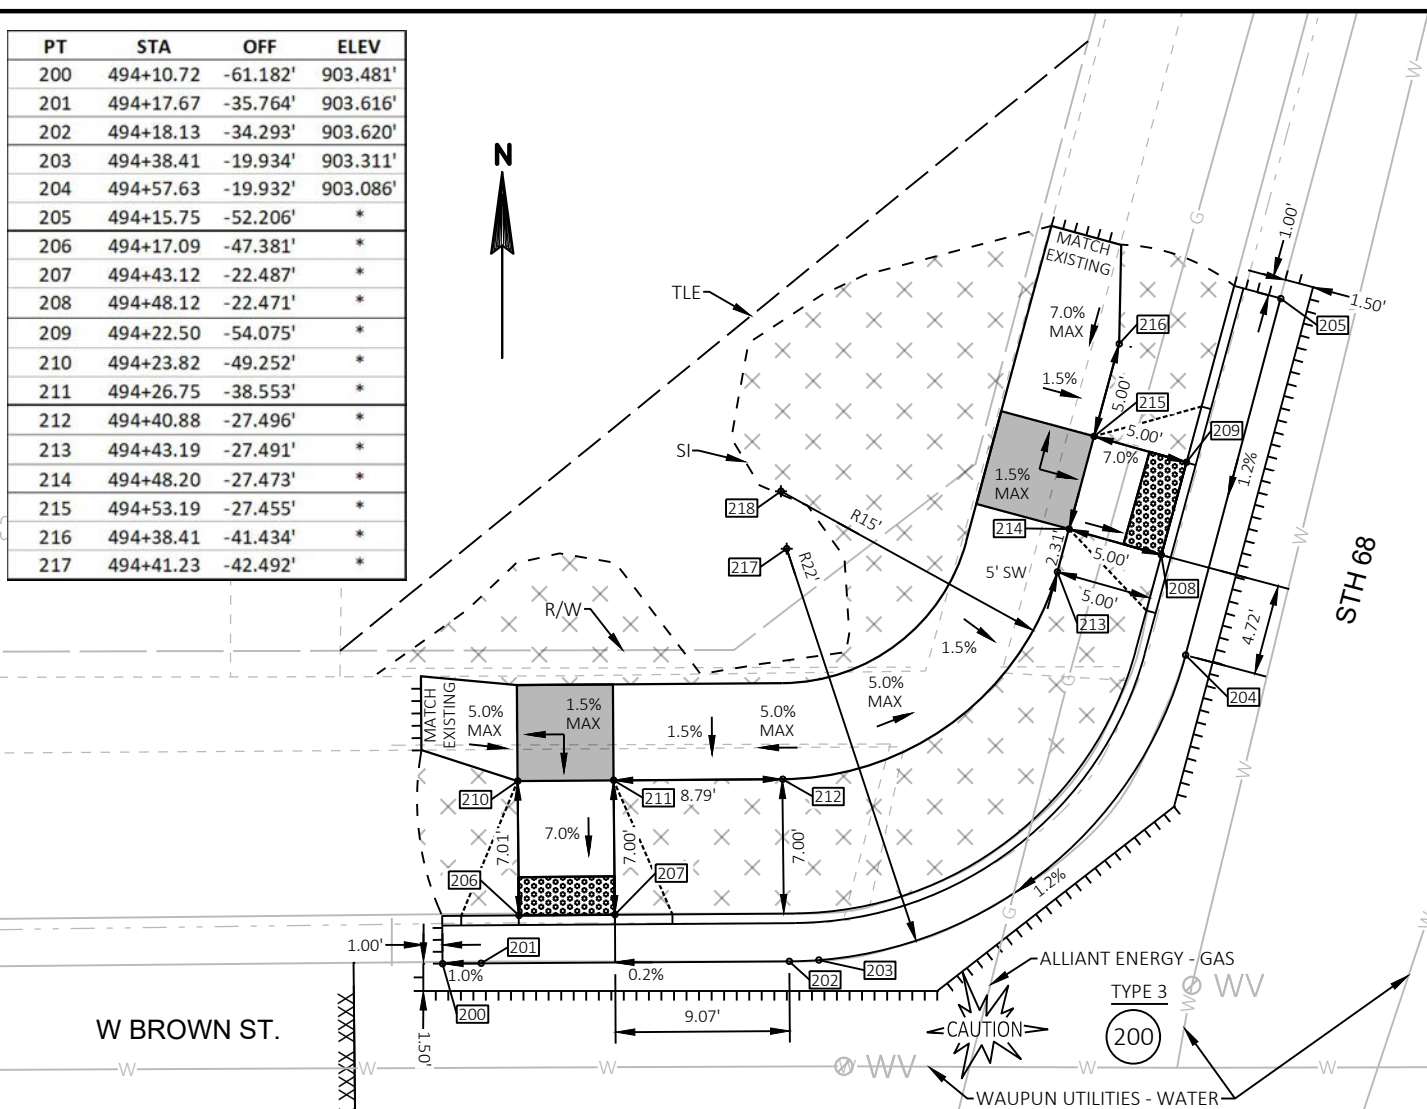 PT STA OFF ELEV
200 494+10.72 -61.182' 903.481'
201 494+17.67 -35.764' 903.616'
202 494+18.13 -34.293' 903.620'
203 494+38.41 -19.934' 903.311'
204 494+57.63 -19.932' 903.086'
205 494+15.75 -52.206' *
206 494+17.09 -47.381' *
207 494+43.12 -22.487' *
208 494+48.12 -22.471' *
209 494+22.50 -54.075' *
210 494+23.82 -49.252' *
211 494+26.75 -38.553' *
212 494+40.88 -27.496' *
213 494+43.19 -27.491' *
214 494+48.20 -27.473' *
215 494+53.19 -27.455' *
216 494+38.41 -41.434' *
217 494+41.23 -42.492' *
N
W
G
1.00'
MATCH
EXISTING
TLE
1.50'
205
7.0%
MAX
216
1.5%
5.00'
215
5.00'
209
7.0%
SI
1.5%
MAX
1.2%
218
R15'
214
2.31'
5.00'
W
STH 68
217
R22'
5' SW
5.00'
208
R/W
213
4.72'
1.5%
G
5.0%
MAX
204
MATCH
EXISTING
5.0%
MAX
1.5%
MAX
1.5%
5.0%
MAX
W
210
211
8.79'
212
7.01'
7.0%
7.00'
7.00'
206
207
1.2%
G
W
1.00'
201
1.0%
0.2%
202
203
ALLIANT ENERGY - GAS
200
9.07'
TYPE 3
200
W
WV
W BROWN ST.
1.50'
CAUTION
W
W
W
WV
W
W
WAUPUN UTILITIES - WATER